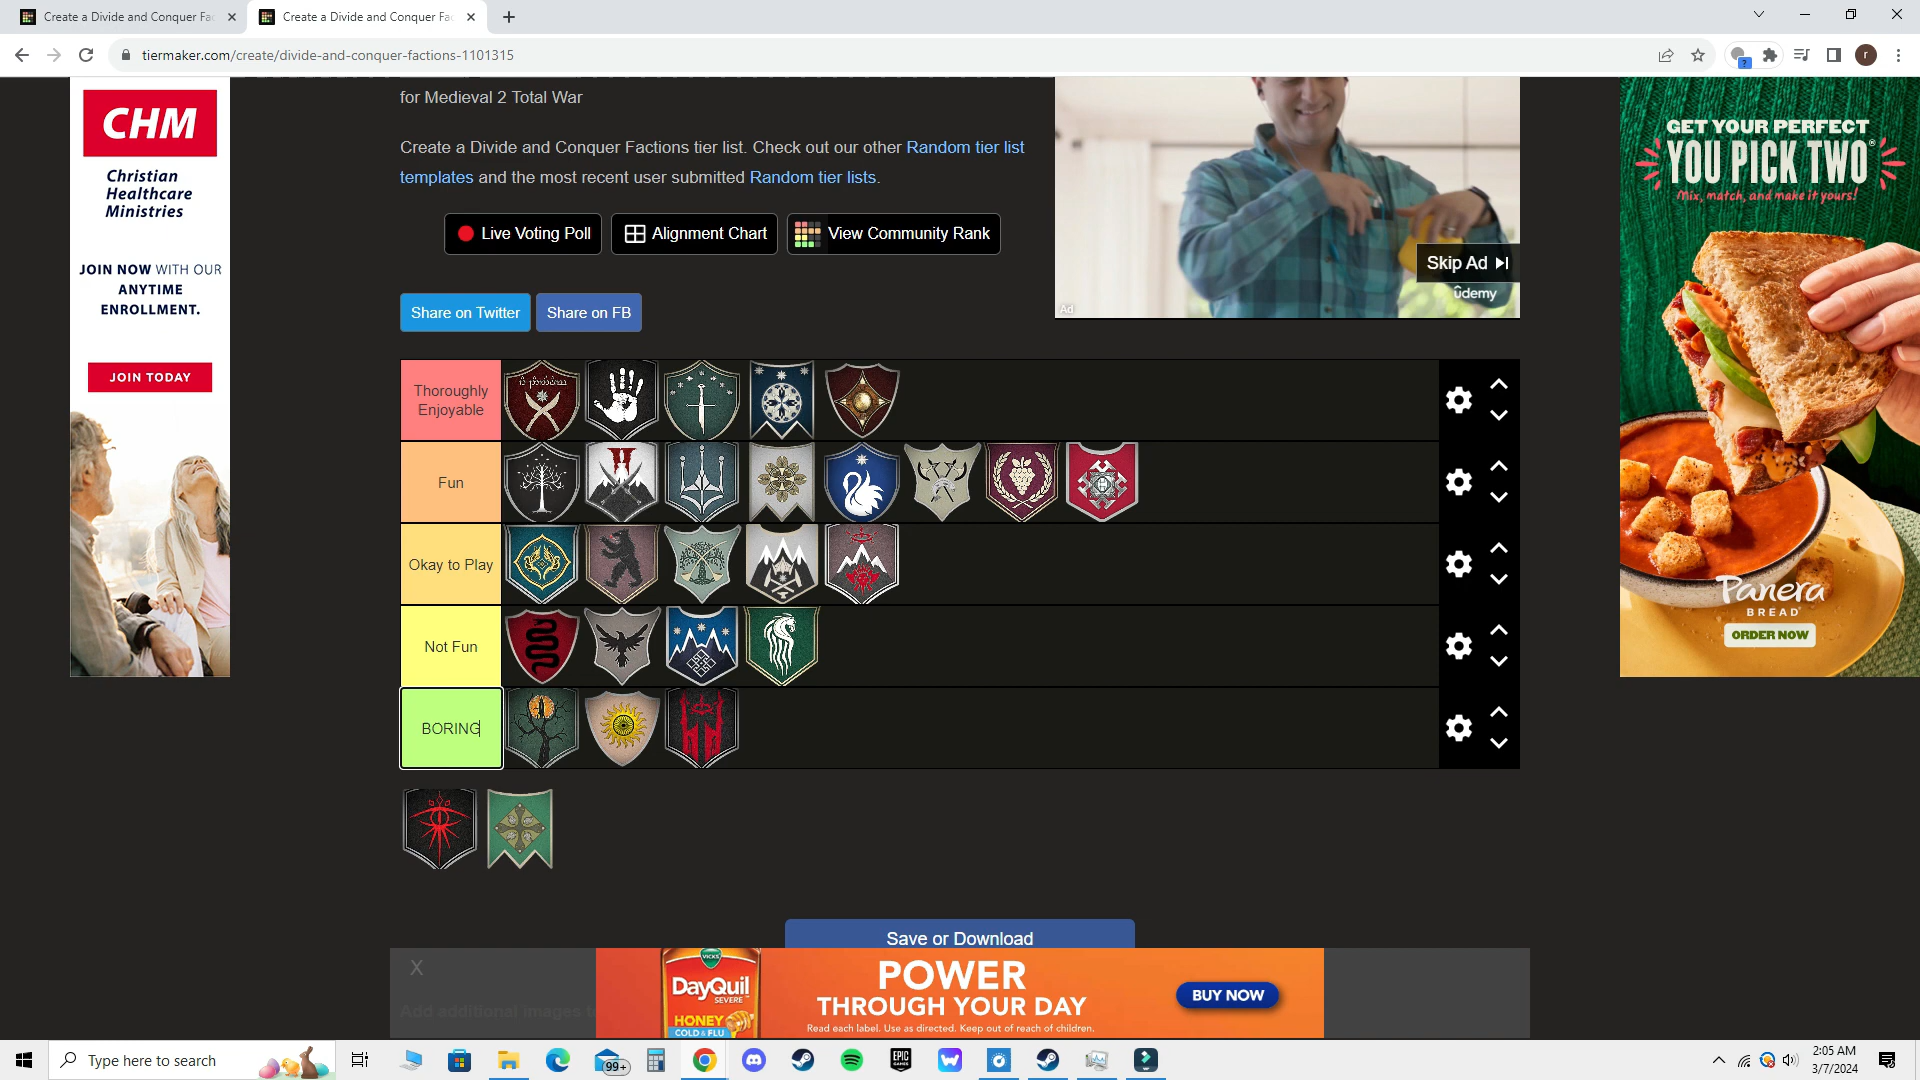 Create a Divide and Conquer Fa
Create a Divide and Conquer Fa
tiermaker.com/create/divide-and-conquer-factions-1101315
r
for Medieval 2 Total War
Create a Divide and Conquer Factions tier list. Check out our other Random tier list
templates and the most recent user submitted Random tier lists.
Live Voting Poll
Alignment Chart
View Community Rank
Share on Twitter
Share on FB
Skip Ad
ûdemy
Ad
CHM
Christian
Healthcare
Ministries
JOIN NOW WITH OUR
ANYTIME
ENROLLMENT.
JOIN TODAY
GET YOUR PERFECT
YOU PICK TWO®
Mix, match, and make it yours!
Panera
BREAD®
ORDER NOW
Thoroughly
Enjoyable
Fun
Okay to Play
Not Fun
BORING
Save or Download
X
Add additional images t
VICKS
DayQuil
SEVERE
HONEY
COLD & FLU
POWER
THROUGH YOUR DAY
Read each label. Use as directed. Keep out of reach of children.
BUY NOW
Type here to search
99+
EPIC
GAMES
2:05 AM
3/7/2024